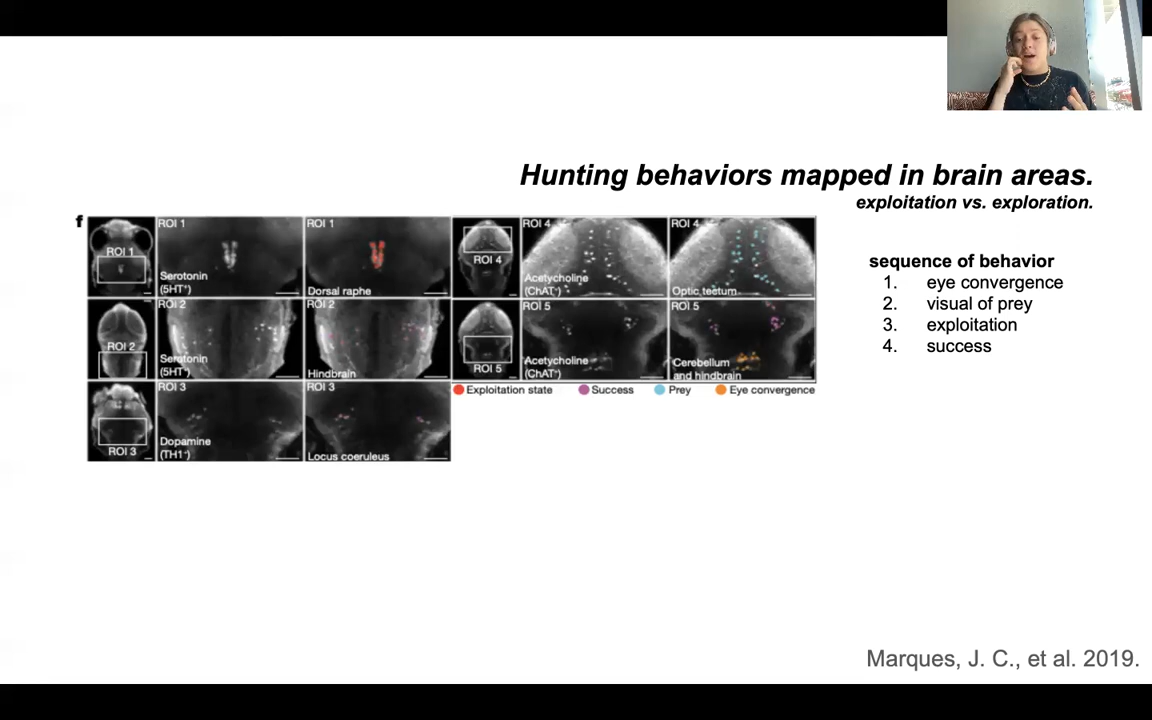 Hunting behaviors mapped in brain areas.
exploitation vs. exploration.
f
ROI 1
ROI 1
Serotonin
(5HT⁺)
ROI 1
Dorsal raphe
ROI 2
ROI 2
Serotonin
(5HT⁺)
ROI 2
Hindbrain
ROI 3
ROI 3
Dopamine
(TH1⁺)
ROI 3
Locus coeruleus
ROI 4
ROI 4
Acetycholine
(ChAT⁺)
ROI 4
Optic tectum
ROI 5
ROI 5
Acetycholine
(ChAT⁺)
ROI 5
Cerebellum
and hindbrain
Exploitation state
Success
Prey
Eye convergence
sequence of behavior
1. eye convergence
2. visual of prey
3. exploitation
4. success
Marques, J. C., et al. 2019.